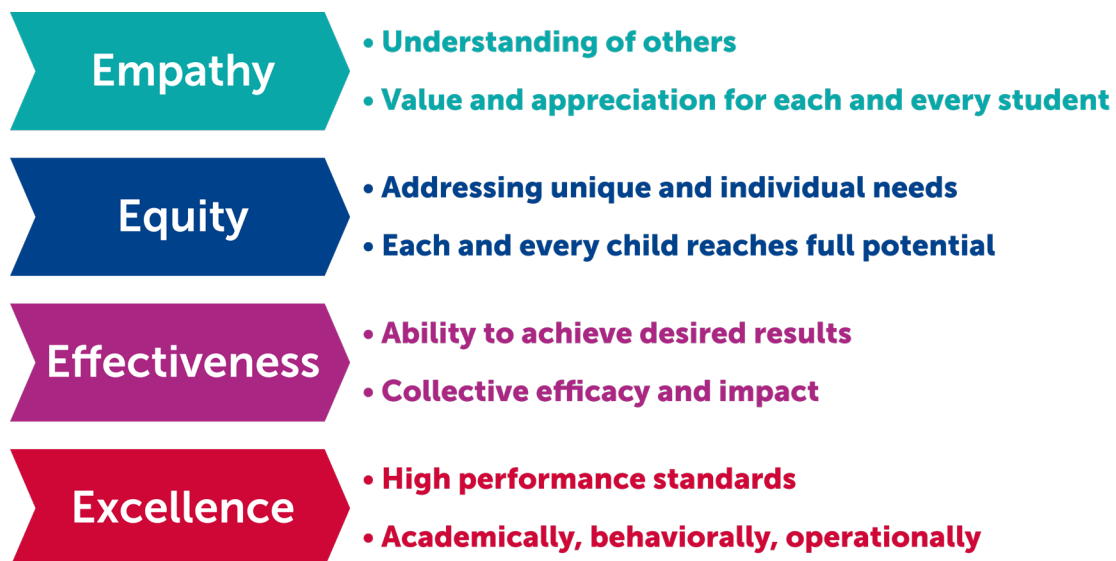 Empathy
• Understanding of others
• Value and appreciation for each and every student
Equity
• Addressing unique and individual needs
• Each and every child reaches full potential
Effectiveness
• Ability to achieve desired results
• Collective efficacy and impact
Excellence
• High performance standards
• Academically, behaviorally, operationally